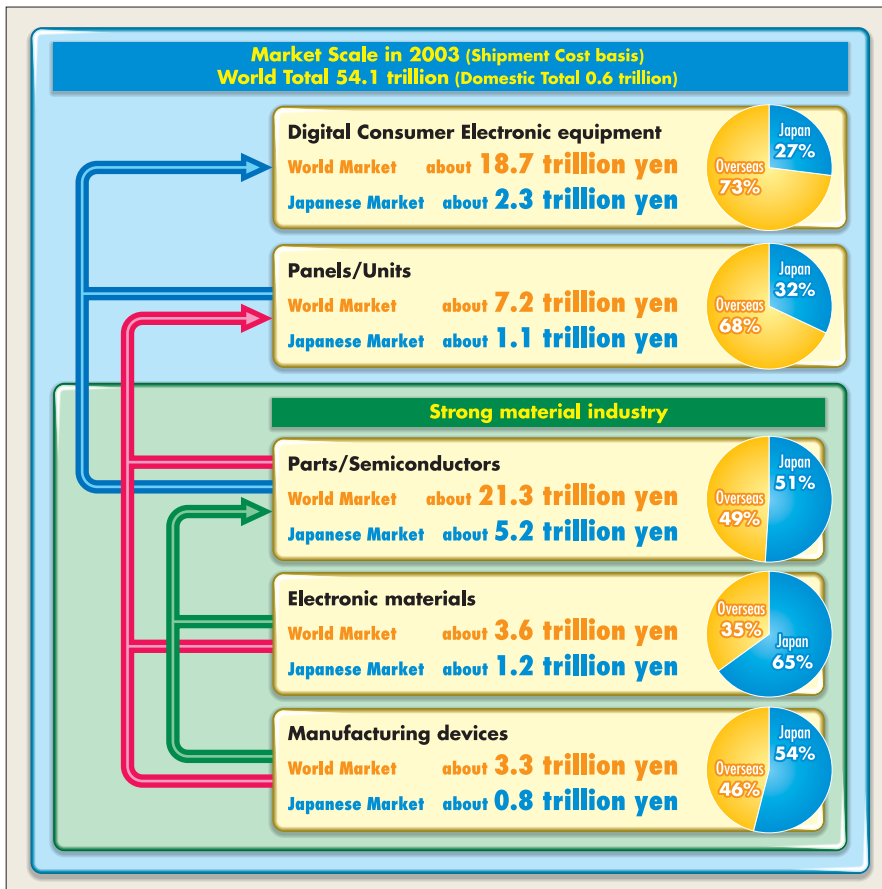 Market Scale in 2003 (Shipment Cost basis)
World Total 54.1 trillion (Domestic Total 0.6 trillion)
Digital Consumer Electronic equipment
World Market about 18.7 trillion yen
Japanese Market about 2.3 trillion yen
Japan
27%
Overseas
73%
Panels/Units
World Market about 7.2 trillion yen
Japanese Market about 1.1 trillion yen
Japan
32%
Overseas
68%
Strong material industry
Parts/Semiconductors
World Market about 21.3 trillion yen
Japanese Market about 5.2 trillion yen
Japan
51%
Overseas
49%
Electronic materials
World Market about 3.6 trillion yen
Japanese Market about 1.2 trillion yen
Overseas
35%
Japan
65%
Manufacturing devices
World Market about 3.3 trillion yen
Japanese Market about 0.8 trillion yen
Japan
54%
Overseas
46%